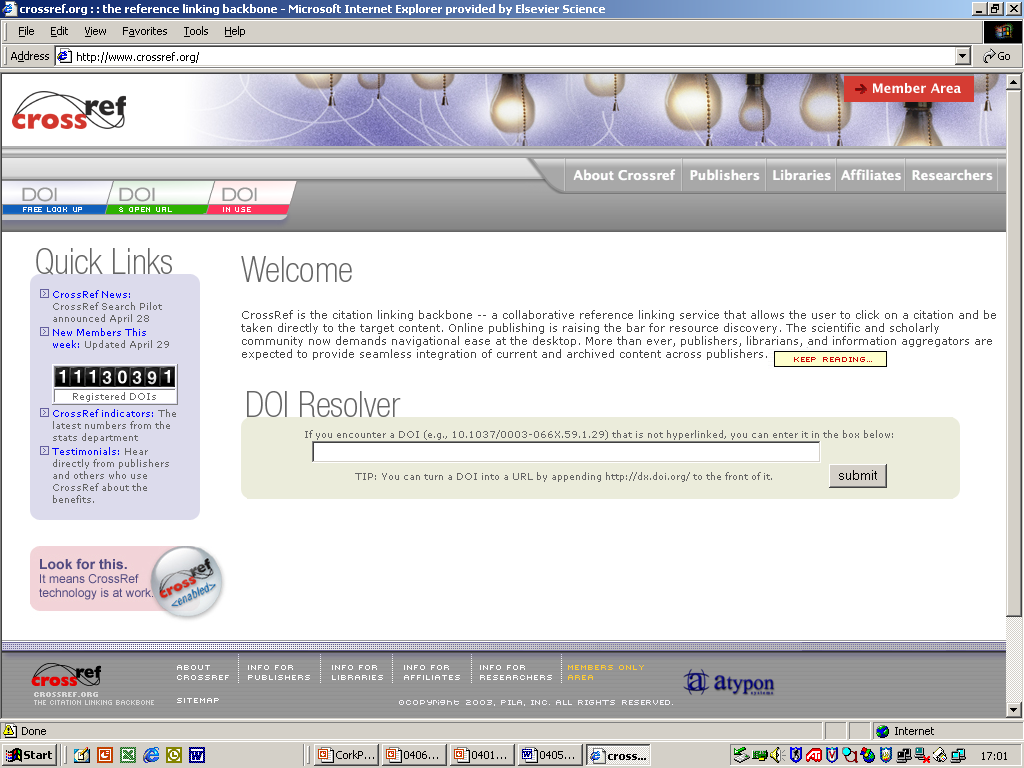 crossref.org : : the reference linking backbone - Microsoft Internet Explorer provided by Elsevier Science
File Edit View Favorites Tools Help
Address http://www.crossref.org/ Go
crossref
Member Area
About Crossref Publishers Libraries Affiliates Researchers
DOI DOI DOI
FREE LOOK UP & OPEN URL IN USE
Quick Links
CrossRef News:
CrossRef Search Pilot
announced April 28
New Members This
week: Updated April 29
11130391
Registered DOIs
CrossRef indicators: The
latest numbers from the
stats department
Testimonials: Hear
directly from publishers
and others who use
CrossRef about the
benefits.
Look for this.
It means CrossRef
technology is at work.
crossref
<enabled>
Welcome
CrossRef is the citation linking backbone -- a collaborative reference linking service that allows the user to click on a citation and be
taken directly to the target content. Online publishing is raising the bar for resource discovery. The scientific and scholarly
community now demands navigational ease at the desktop. More than ever, publishers, librarians, and information aggregators are
expected to provide seamless integration of current and archived content across publishers. KEEP READING...
DOI Resolver
If you encounter a DOI (e.g., 10.1037/0003-066X.59.1.29) that is not hyperlinked, you can enter it in the box below:
TIP: You can turn a DOI into a URL by appending http://dx.doi.org/ to the front of it.
submit
crossref
CROSSREF.ORG
THE CITATION LINKING BACKBONE
ABOUT
CROSSREF
INFO FOR
PUBLISHERS
INFO FOR
LIBRARIES
INFO FOR
AFFILIATES
INFO FOR
RESEARCHERS
MEMBERS ONLY
AREA
SITEMAP
©COPYRIGHT 2003, PILA, INC. ALL RIGHTS RESERVED.
atypon
systems
Done Internet
Start CorkP... 0406... 0401... 0405... cross... 17:01